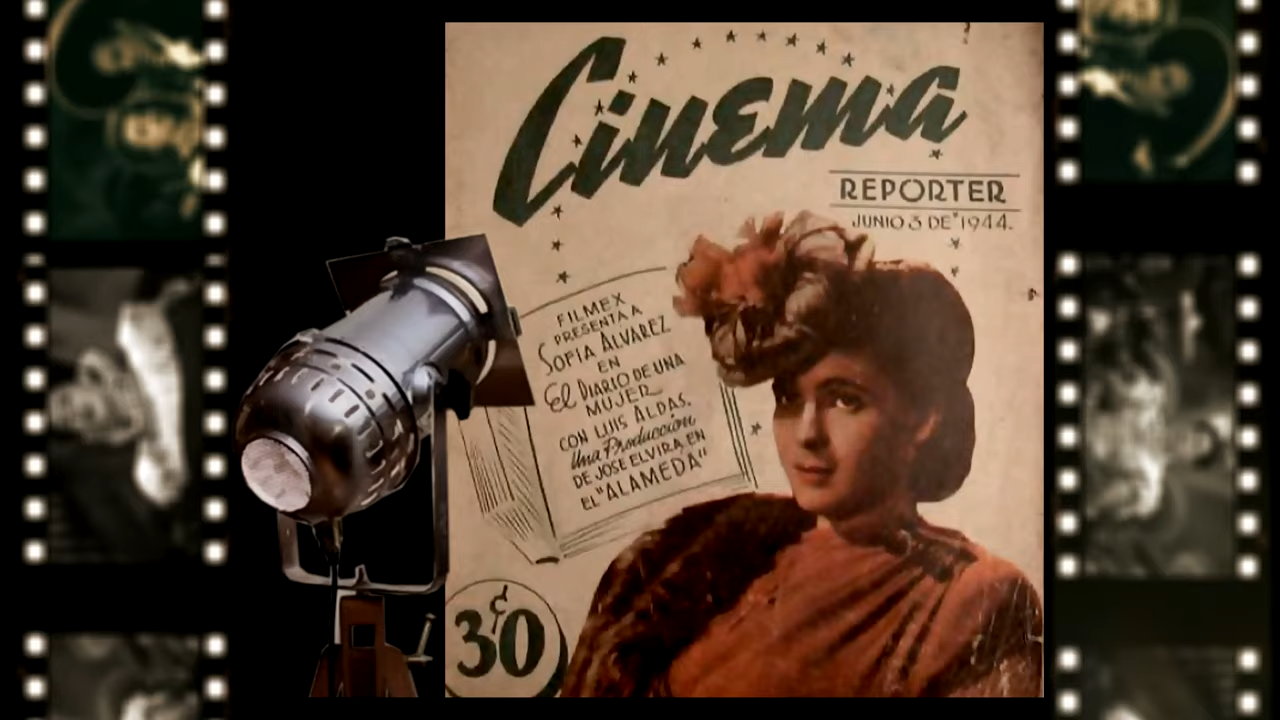 Cinema
REPORTER
JUNIO 3 DE 1944.
FILMEX
PRESENTA A
SOFIA ALVAREZ
EN
El DIARIO DE UNA
MUJER
CON LUIS ALDAS.
Una Produccion
DE JOSE ELVIRA, EN
EL "ALAMEDA"
30¢